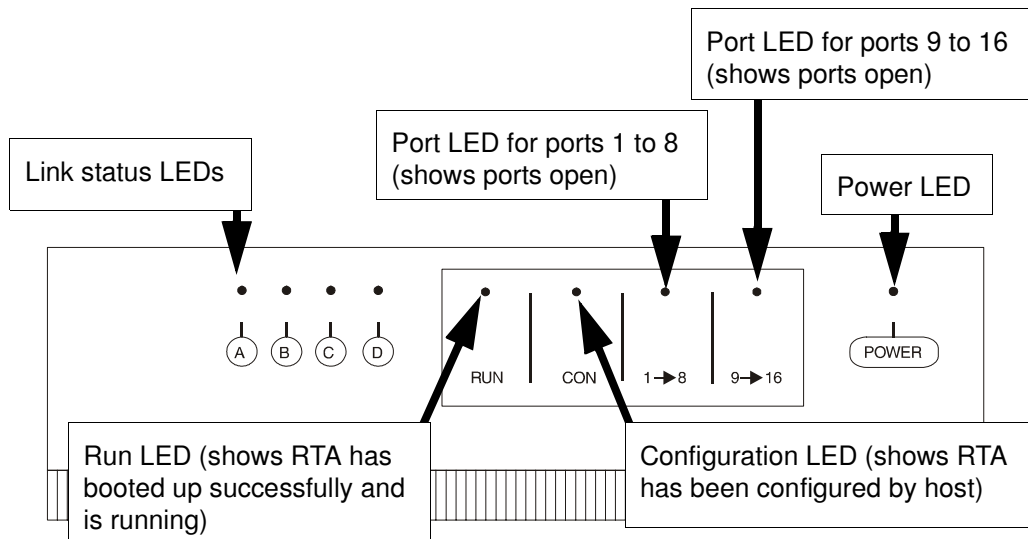 Port LED for ports 9 to 16
(shows ports open)
Port LED for ports 1 to 8
(shows ports open)
Link status LEDs
Power LED
A B C D
RUN CON 1→8 9→16
POWER
Run LED (shows RTA has
booted up successfully and
is running)
Configuration LED (shows RTA
has been configured by host)